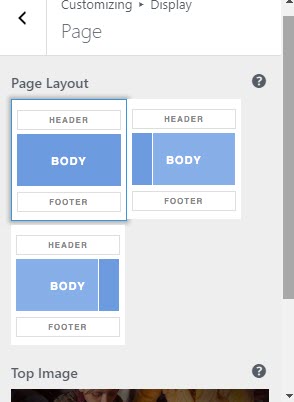 Customizing ▸ Display
Page
Page Layout
HEADER
BODY
FOOTER
HEADER
BODY
FOOTER
HEADER
BODY
FOOTER
Top Image